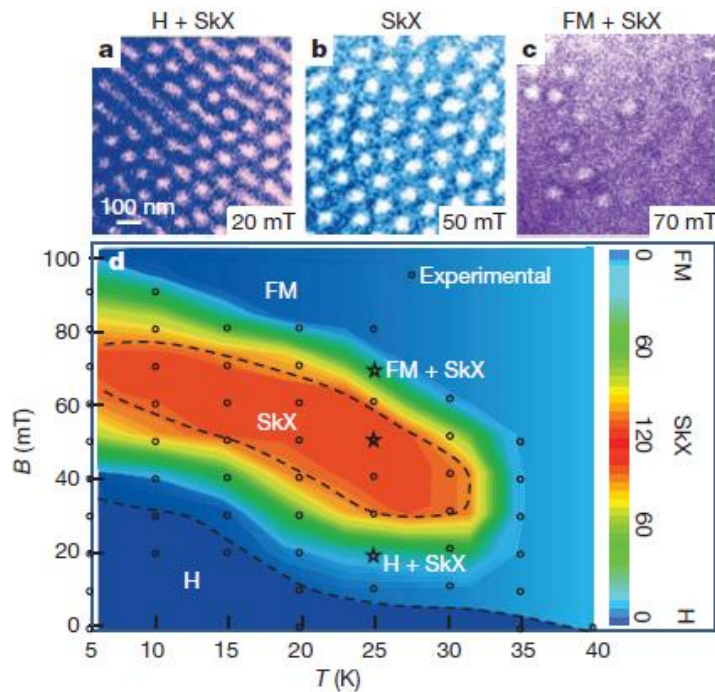 H + SkX
SkX
FM + SkX
a
b
c
100 nm
20 mT
50 mT
70 mT
d
100
80
60
40
20
0
B (mT)
FM
Experimental
FM + SkX
SkX
H + SkX
H
5
10
15
20
25
30
35
40
T (K)
0
60
120
60
0
FM
SkX
H